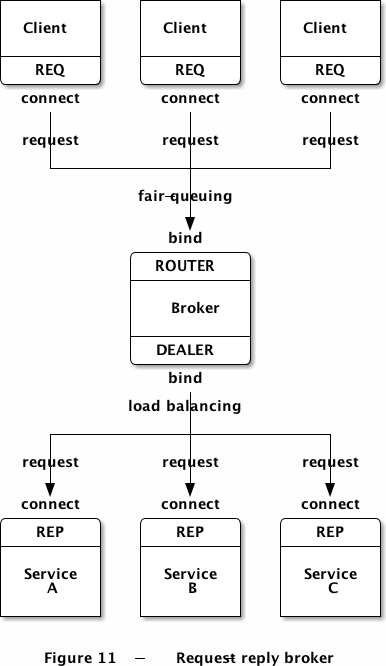 Client Client Client
REQ REQ REQ
connect connect connect
request request request
fair-queuing
bind
ROUTER
Broker
DEALER
bind
load balancing
request request request
connect connect connect
REP REP REP
Service Service Service
A B C
Figure 11 — Request-reply broker